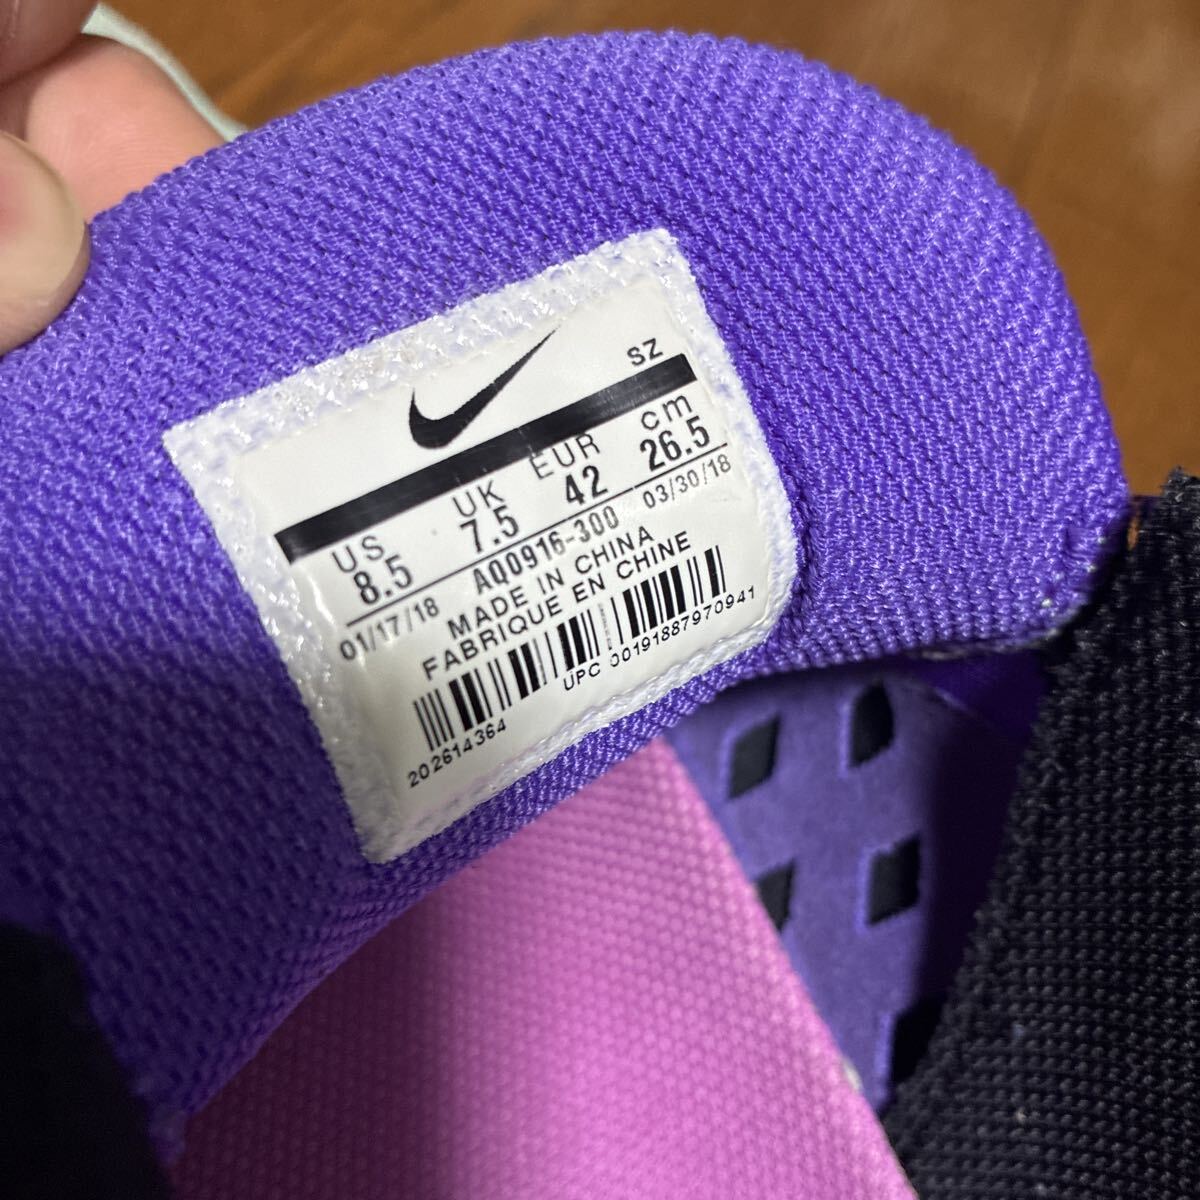 SZ
US UK EUR cm
8.5 7.5 42 26.5
01/17/18 AQ0916-300 03/30/18
MADE IN CHINA
FABRIQUE EN CHINE
202614364 UPC 00191887970941